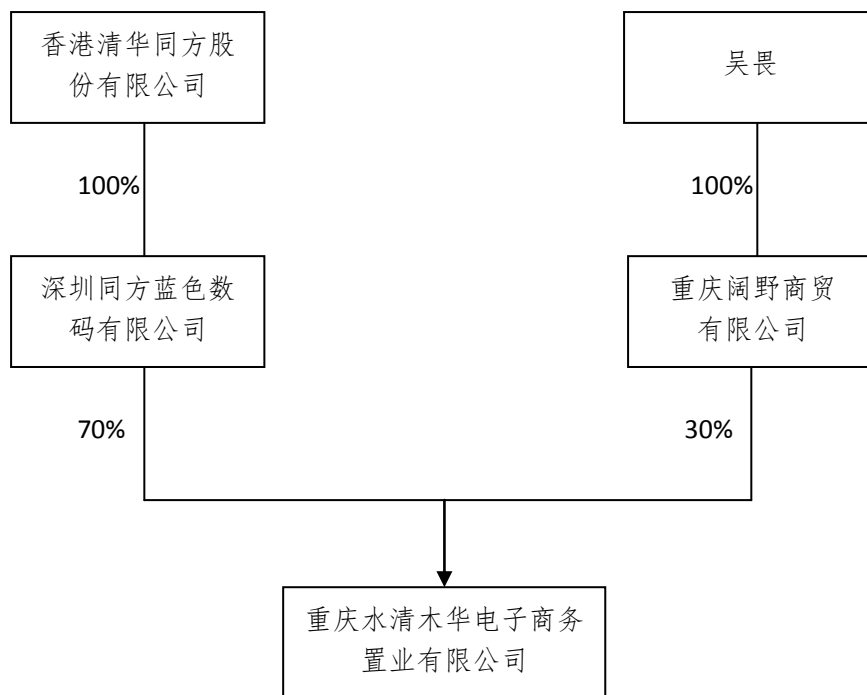 香港清华同方股
份有限公司
吴畏
100%
100%
深圳同方蓝色数
码有限公司
重庆阔野商贸
有限公司
70%
30%
重庆水清木华电子商务
置业有限公司